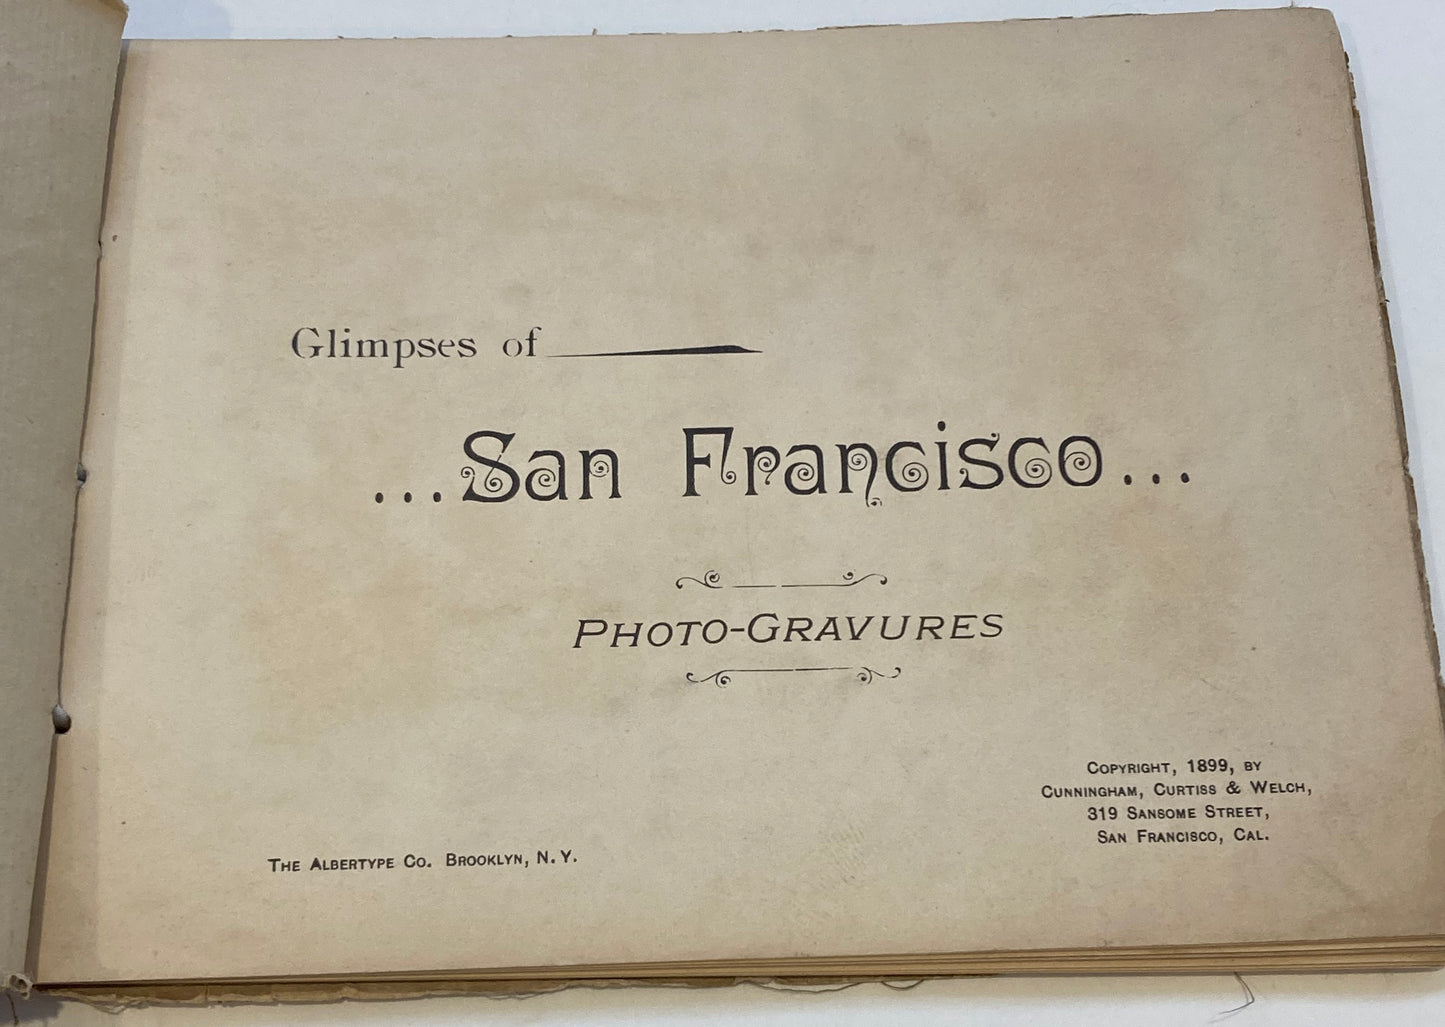 Glimpses of
...San Francisco...
PHOTO-GRAVURES
COPYRIGHT, 1899, BY
CUNNINGHAM, CURTISS & WELCH,
319 SANSOME STREET,
SAN FRANCISCO, CAL.
THE ALBERTYPE CO. BROOKLYN, N. Y.